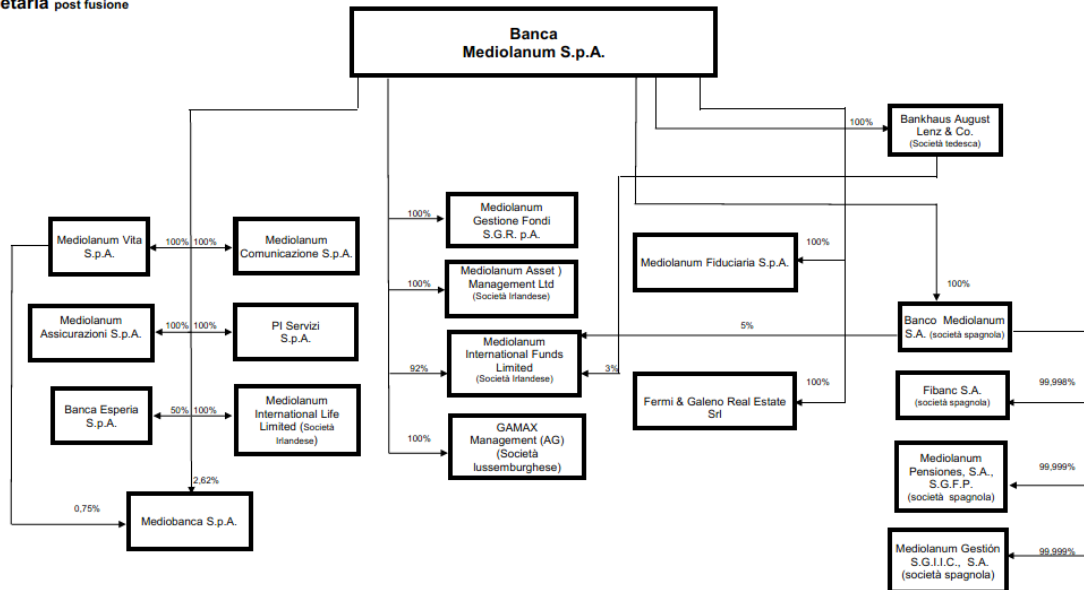 etaria post fusione
Banca
Mediolanum S.p.A.
100%
Bankhaus August
Lenz & Co.
(Società tedesca)
Mediolanum Vita
S.p.A.
100%
100%
Mediolanum
Comunicazione S.p.A.
100%
Mediolanum
Gestione Fondi
S.G.R. p.A.
Mediolanum Fiduciaria S.p.A.
100%
100%
Mediolanum Asset )
Management Ltd
(Società Irlandese)
100%
Mediolanum
Assicurazioni S.p.A.
100%
100%
PI Servizi
S.p.A.
92%
Mediolanum
International Funds
Limited
(Società Irlandese)
3%
5%
Banco Mediolanum
S.A. (società spagnola)
Banca Esperia
S.p.A.
50%
100%
Mediolanum
International Life
Limited (Società
Irlandese)
100%
GAMAX
Management (AG)
(Società
lussemburghese)
Fermi & Galeno Real Estate
Srl
100%
Fibanc S.A.
(società spagnola)
99,998%
2,62%
0,75%
Mediobanca S.p.A.
Mediolanum
Pensiones, S.A.,
S.G.F.P.
(società spagnola)
99,999%
Mediolanum Gestión
S.G.I.I.C., S.A.
(società spagnola)
99,999%